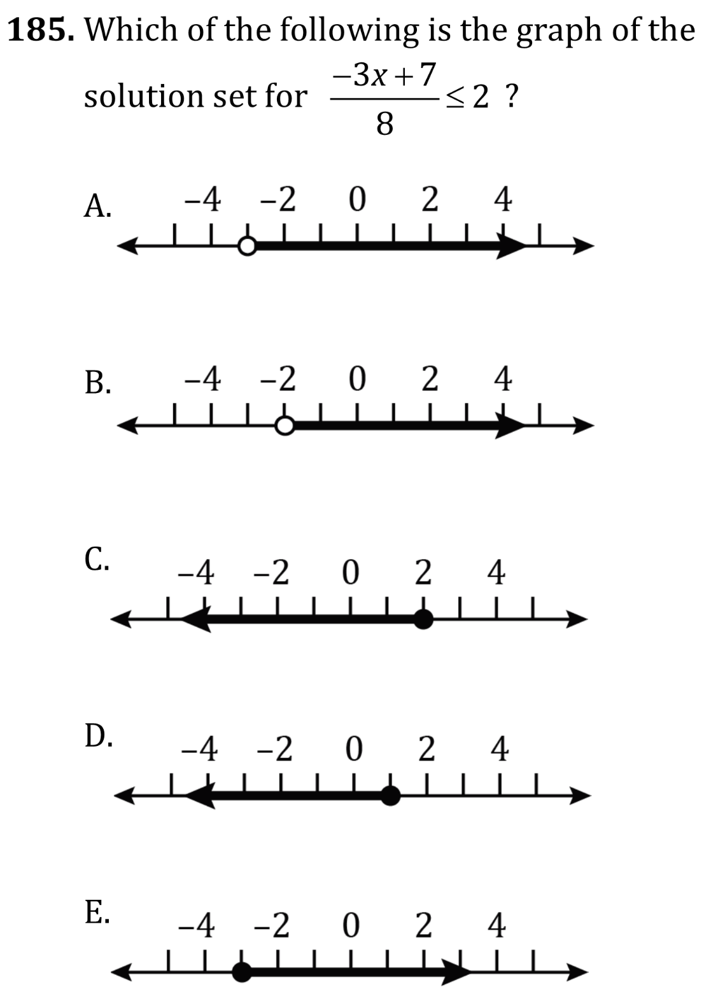 185. Which of the following is the graph of the
solution set for (−3x + 7)/8 ≤ 2 ?
A. −4 −2 0 2 4
B. −4 −2 0 2 4
C. −4 −2 0 2 4
D. −4 −2 0 2 4
E. −4 −2 0 2 4